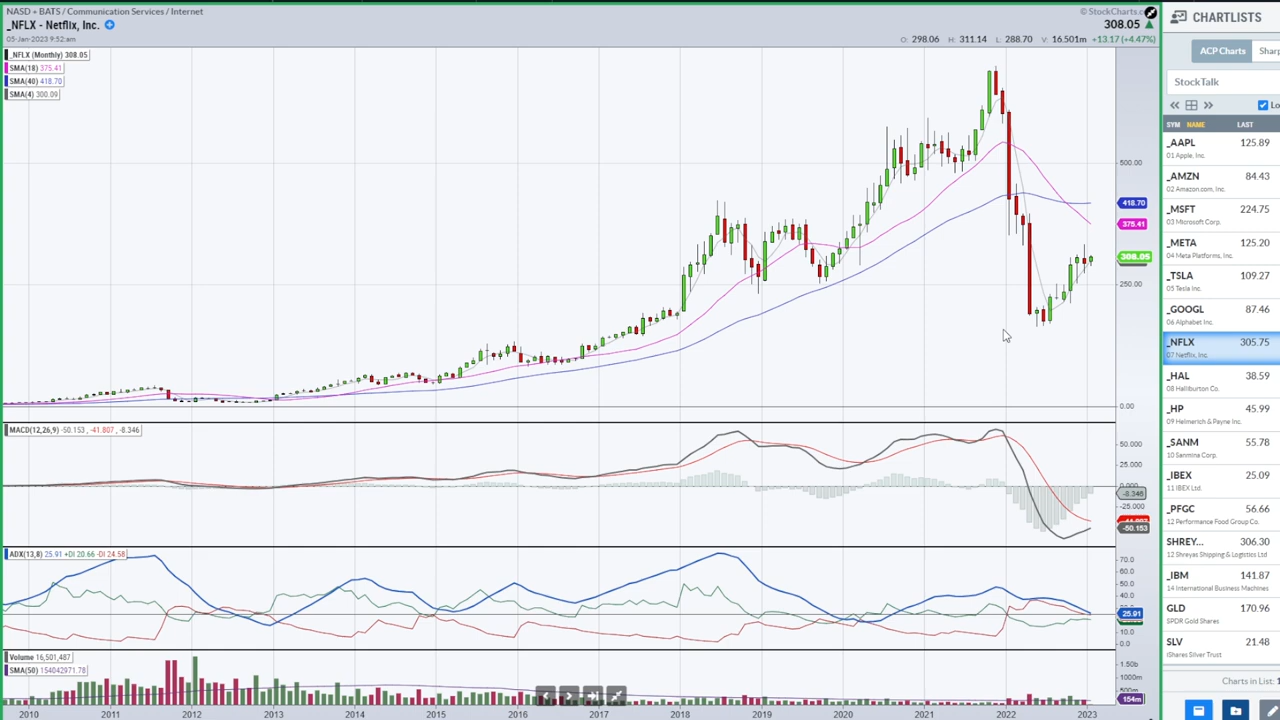 NASD + BATS / Communication Services / Internet
© StockCharts.c
_NFLX - Netflix, Inc.
308.05
05-Jan-2023 9:52am
O: 298.06 H: 311.14 L: 288.70 V: 16.501m +13.17 (+4.47%)
_NFLX (Monthly) 308.05
SMA(18) 375.41
SMA(40) 418.70
SMA(4) 300.09
500.00
418.70
375.41
308.05
250.00
0.00
MACD(12,26,9) -50.153, -41.807, -8.346
50.000
25.000
0.000
-8.346
-25.000
-50.153
ADX(13,8) 25.91 +DI 20.66 -DI 24.58
70.0
60.0
50.0
40.0
25.91
10.0
0.0
Volume 16,501,487
SMA(50) 154042971.78
1.50b
1000m
500m
154m
2010 2011 2012 2013 2014 2015 2016 2017 2018 2019 2020 2021 2022 2023
CHARTLISTS
ACP Charts Sharp
StockTalk
Lo
SYM NAME LAST
_AAPL 125.89
01 Apple, Inc.
_AMZN 84.43
02 Amazon.com, Inc.
_MSFT 224.75
03 Microsoft Corp.
_META 125.20
04 Meta Platforms, Inc.
_TSLA 109.27
05 Tesla Inc.
_GOOGL 87.46
06 Alphabet Inc.
_NFLX 305.75
07 Netflix, Inc.
_HAL 38.59
08 Halliburton Co.
_HP 45.99
09 Helmerich & Payne Inc.
_SANM 55.78
10 Sanmina Corp.
_IBEX 25.09
11 IBEX Ltd.
_PFGC 56.66
12 Performance Food Group Co.
SHREY... 306.30
12 Shreyas Shipping & Logistics Ltd
_IBM 141.87
14 International Business Machines
GLD 170.96
SPDR Gold Shares
SLV 21.48
iShares Silver Trust
Charts in List: 1